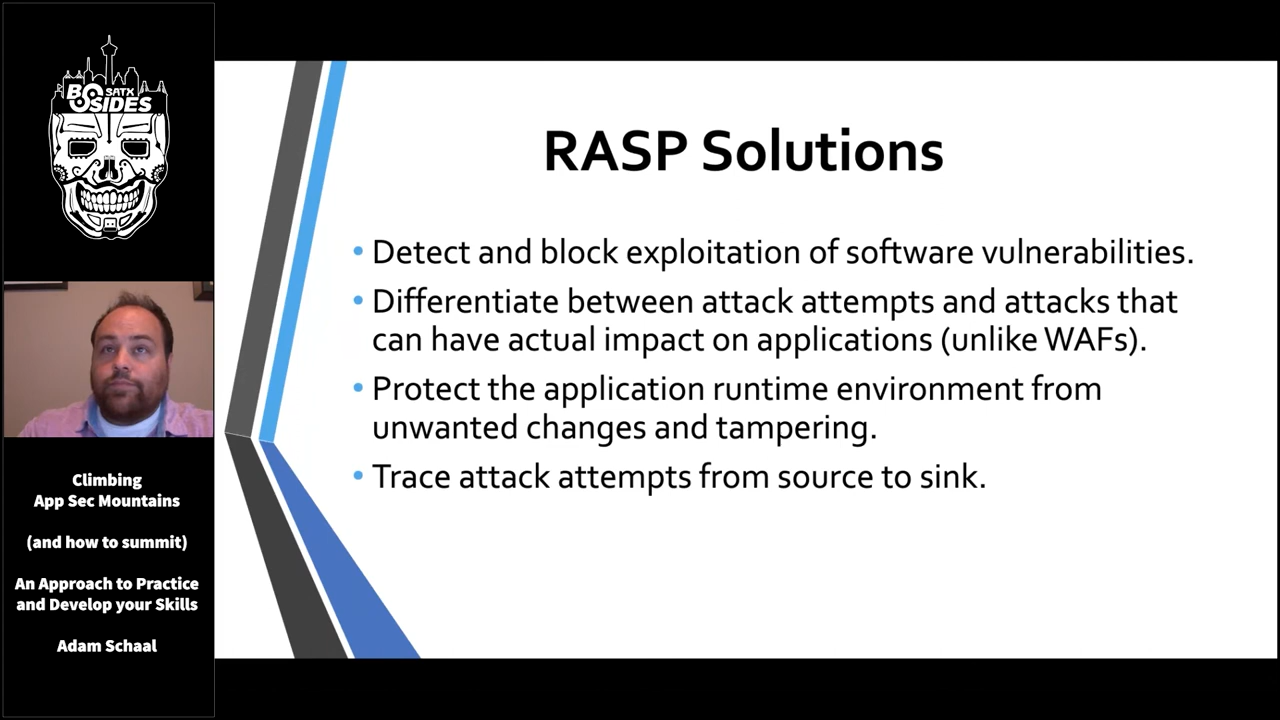 BSIDES
SATX
Climbing
App Sec Mountains
(and how to summit)
An Approach to Practice
and Develop your Skills
Adam Schaal
RASP Solutions
• Detect and block exploitation of software vulnerabilities.
• Differentiate between attack attempts and attacks that
can have actual impact on applications (unlike WAFs).
• Protect the application runtime environment from
unwanted changes and tampering.
• Trace attack attempts from source to sink.